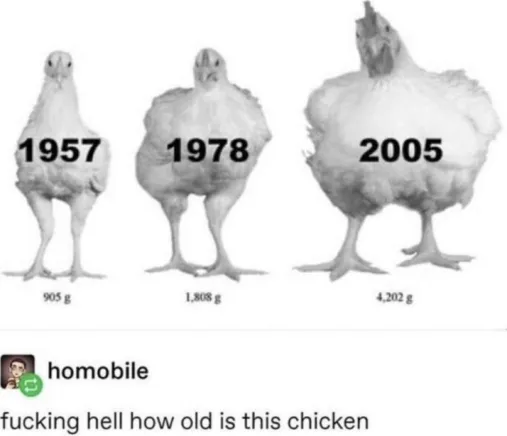 1957 1978 2005
905 g 1,808 g 4,202 g
homobile
fucking hell how old is this chicken